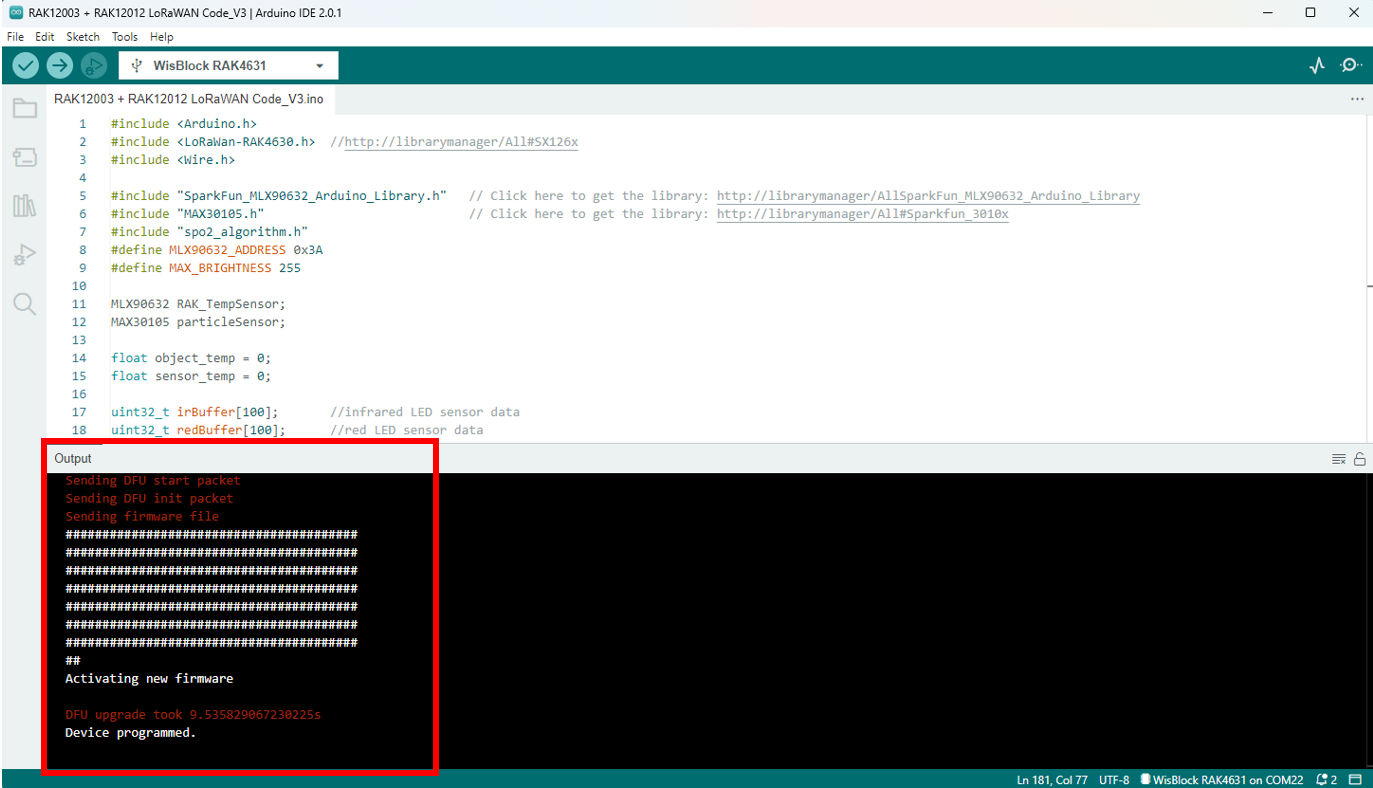 RAK12003 + RAK12012 LoRaWAN Code_V3 | Arduino IDE 2.0.1
File Edit Sketch Tools Help
WisBlock RAK4631
RAK12003 + RAK12012 LoRaWAN Code_V3.ino
1 #include <Arduino.h>
2 #include <LoRaWan-RAK4630.h> //http://librarymanager/All#SX126x
3 #include <Wire.h>
4
5 #include "SparkFun_MLX90632_Arduino_Library.h" // Click here to get the library: http://librarymanager/AllSparkFun_MLX90632_Arduino_Library
6 #include "MAX30105.h" // Click here to get the library: http://librarymanager/All#Sparkfun_3010x
7 #include "spo2_algorithm.h"
8 #define MLX90632_ADDRESS 0x3A
9 #define MAX_BRIGHTNESS 255
10
11 MLX90632 RAK_TempSensor;
12 MAX30105 particleSensor;
13
14 float object_temp = 0;
15 float sensor_temp = 0;
16
17 uint32_t irBuffer[100]; //infrared LED sensor data
18 uint32_t redBuffer[100]; //red LED sensor data
Output
Sending DFU start packet
Sending DFU init packet
Sending firmware file
########################################
########################################
########################################
########################################
########################################
########################################
########################################
##
Activating new firmware
DFU upgrade took 9.535829067230225s
Device programmed.
Ln 181, Col 77 UTF-8 WisBlock RAK4631 on COM22 2